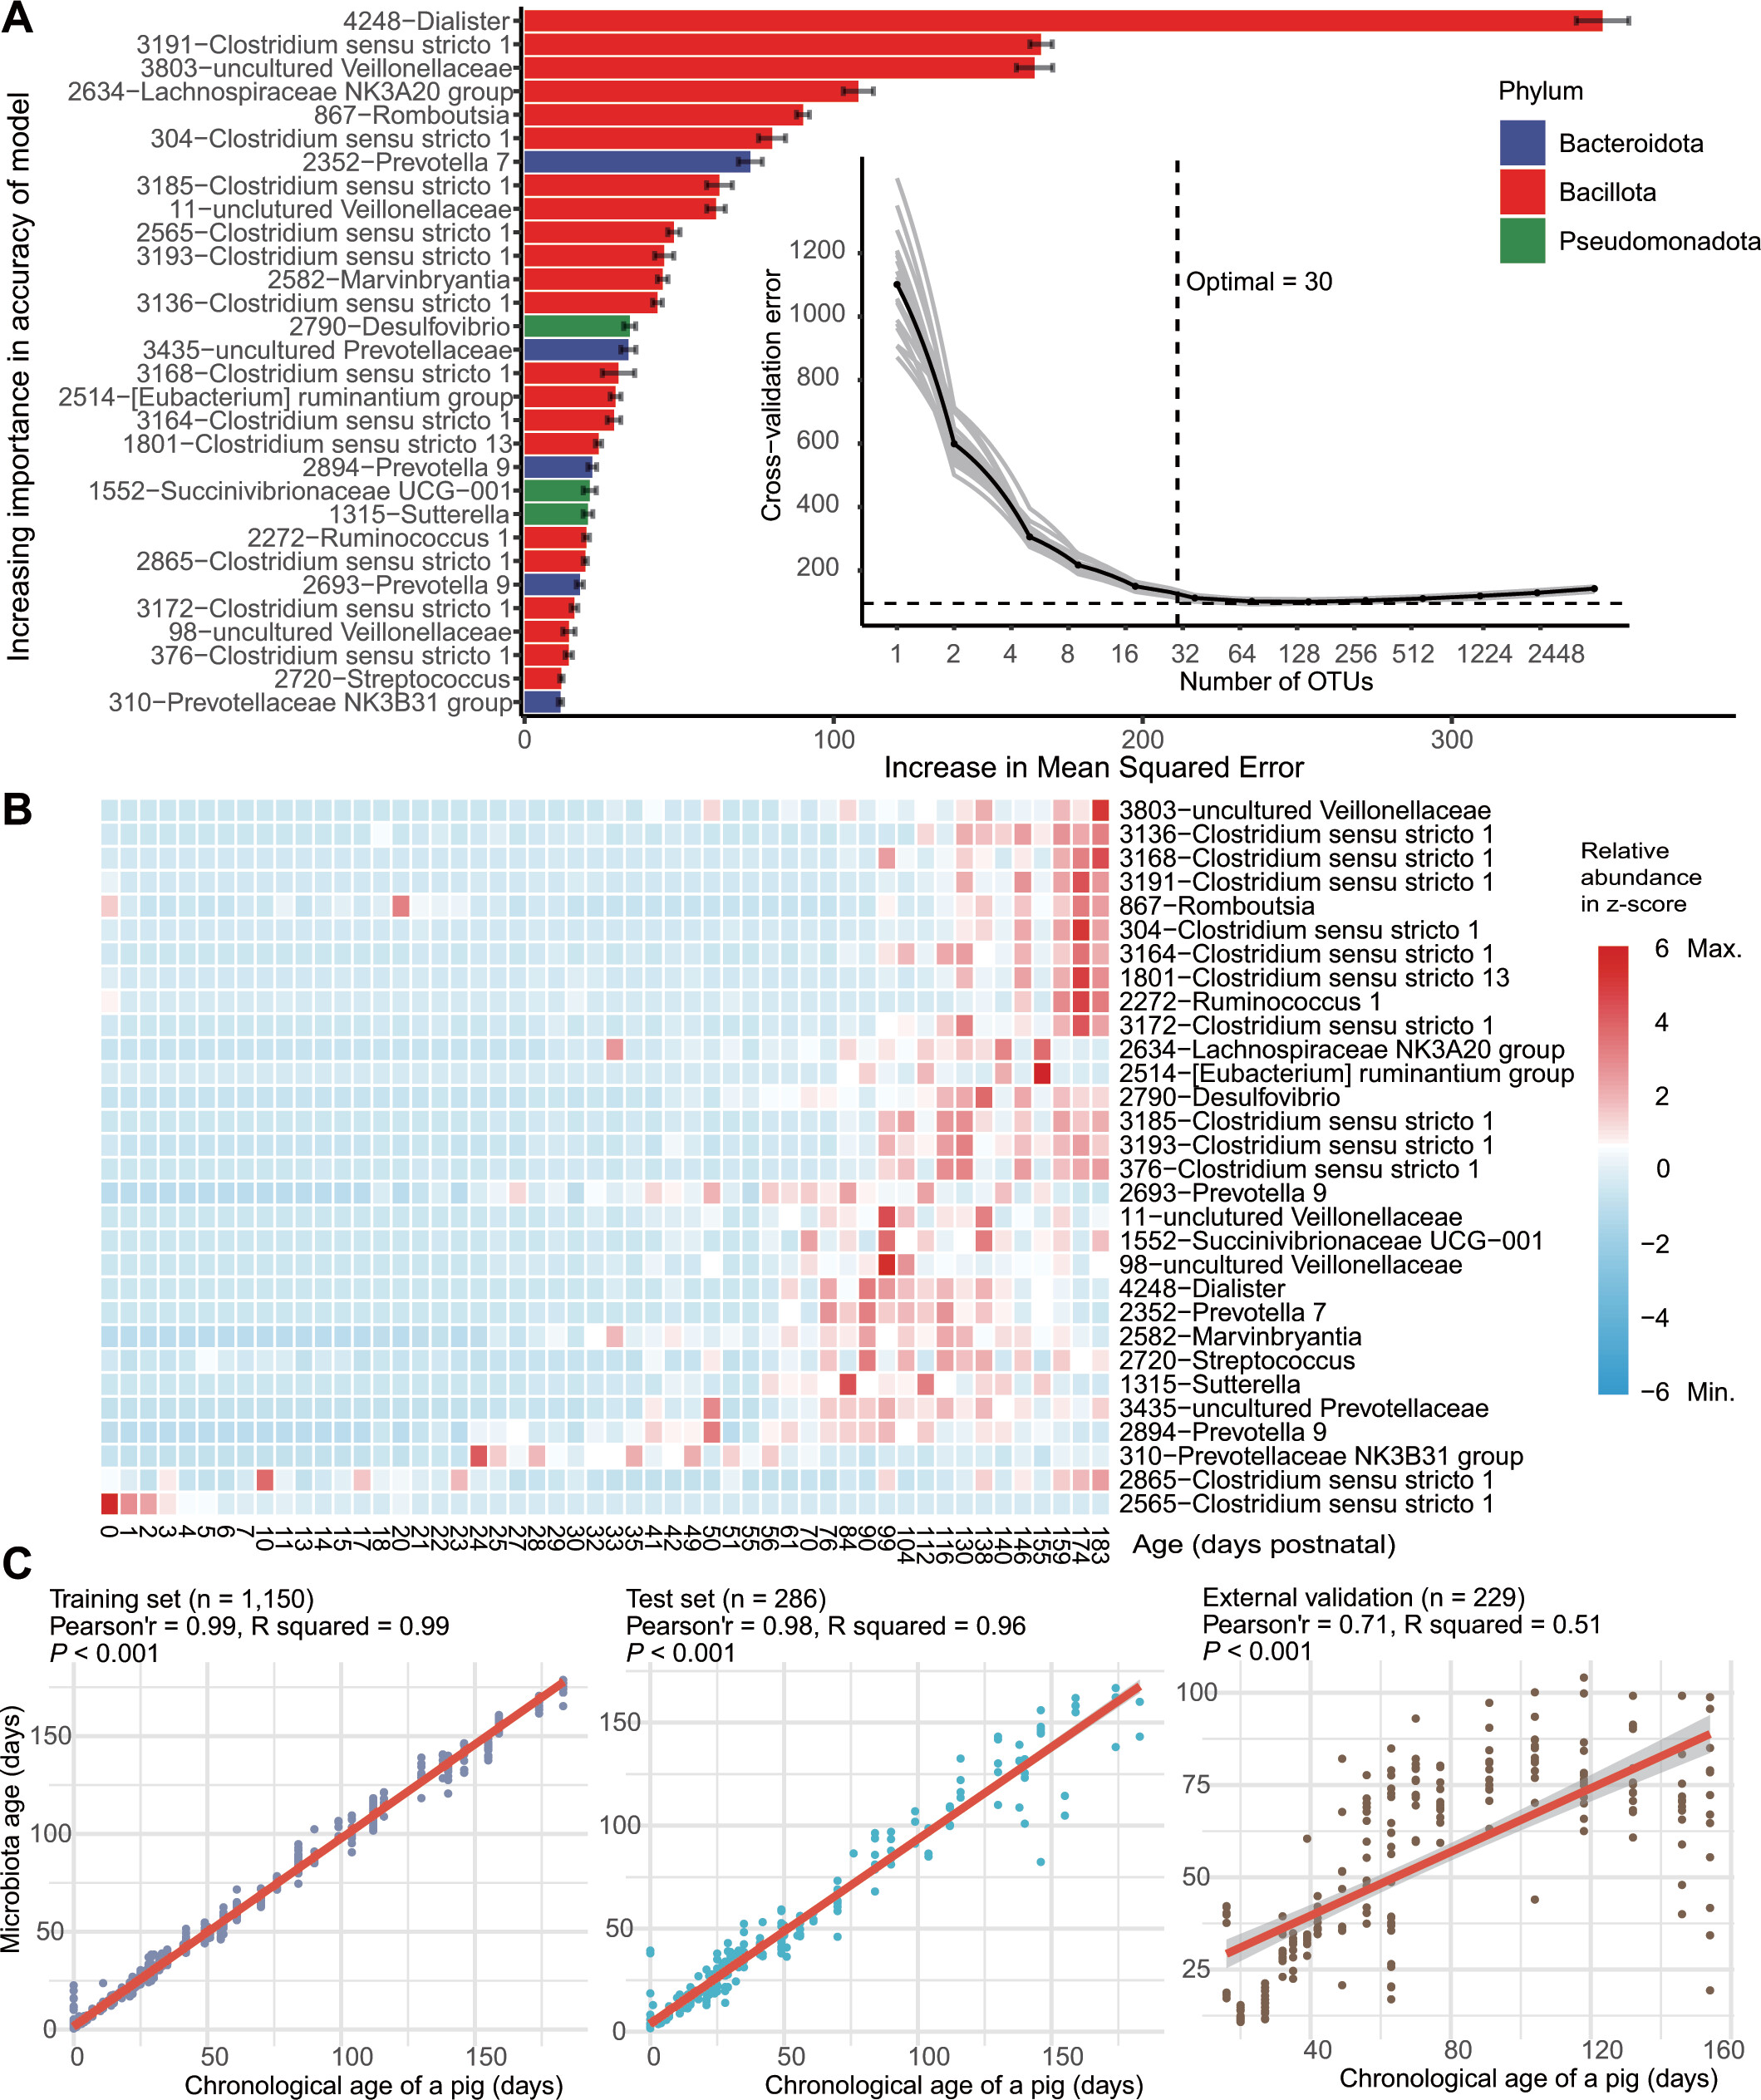 A
Increasing importance in accuracy of model
4248−Dialister
3191−Clostridium sensu stricto 1
3803−uncultured Veillonellaceae
2634−Lachnospiraceae NK3A20 group
867−Romboutsia
304−Clostridium sensu stricto 1
2352−Prevotella 7
3185−Clostridium sensu stricto 1
11−unclutured Veillonellaceae
2565−Clostridium sensu stricto 1
3193−Clostridium sensu stricto 1
2582−Marvinbryantia
3136−Clostridium sensu stricto 1
2790−Desulfovibrio
3435−uncultured Prevotellaceae
3168−Clostridium sensu stricto 1
2514−[Eubacterium] ruminantium group
3164−Clostridium sensu stricto 1
1801−Clostridium sensu stricto 13
2894−Prevotella 9
1552−Succinivibrionaceae UCG−001
1315−Sutterella
2272−Ruminococcus 1
2865−Clostridium sensu stricto 1
2693−Prevotella 9
3172−Clostridium sensu stricto 1
98−uncultured Veillonellaceae
376−Clostridium sensu stricto 1
2720−Streptococcus
310−Prevotellaceae NK3B31 group
0 100 200 300
Increase in Mean Squared Error
Phylum
Bacteroidota
Bacillota
Pseudomonadota
Cross−validation error
1200
1000
800
600
400
200
Optimal = 30
1 2 4 8 16 32 64 128 256 512 1224 2448
Number of OTUs
B
3803−uncultured Veillonellaceae
3136−Clostridium sensu stricto 1
3168−Clostridium sensu stricto 1
3191−Clostridium sensu stricto 1
867−Romboutsia
304−Clostridium sensu stricto 1
3164−Clostridium sensu stricto 1
1801−Clostridium sensu stricto 13
2272−Ruminococcus 1
3172−Clostridium sensu stricto 1
2634−Lachnospiraceae NK3A20 group
2514−[Eubacterium] ruminantium group
2790−Desulfovibrio
3185−Clostridium sensu stricto 1
3193−Clostridium sensu stricto 1
376−Clostridium sensu stricto 1
2693−Prevotella 9
11−unclutured Veillonellaceae
1552−Succinivibrionaceae UCG−001
98−uncultured Veillonellaceae
4248−Dialister
2352−Prevotella 7
2582−Marvinbryantia
2720−Streptococcus
1315−Sutterella
3435−uncultured Prevotellaceae
2894−Prevotella 9
310−Prevotellaceae NK3B31 group
2865−Clostridium sensu stricto 1
2565−Clostridium sensu stricto 1
0 1 2 3 4 5 6 7 10 11 13 14 15 17 18 20 21 22 23 24 25 27 28 29 30 32 33 35 41 42 49 50 51 55 56 61 70 76 84 90 99 104 112 116 130 138 140 146 155 159 174 183
Age (days postnatal)
Relative
abundance
in z−score
6 Max.
4
2
0
−2
−4
−6 Min.
C
Training set (n = 1,150)
Pearson'r = 0.99, R squared = 0.99
P < 0.001
Microbiota age (days)
150
100
50
0
0 50 100 150
Chronological age of a pig (days)
Test set (n = 286)
Pearson'r = 0.98, R squared = 0.96
P < 0.001
150
100
50
0
0 50 100 150
Chronological age of a pig (days)
External validation (n = 229)
Pearson'r = 0.71, R squared = 0.51
P < 0.001
100
75
50
25
40 80 120 160
Chronological age of a pig (days)